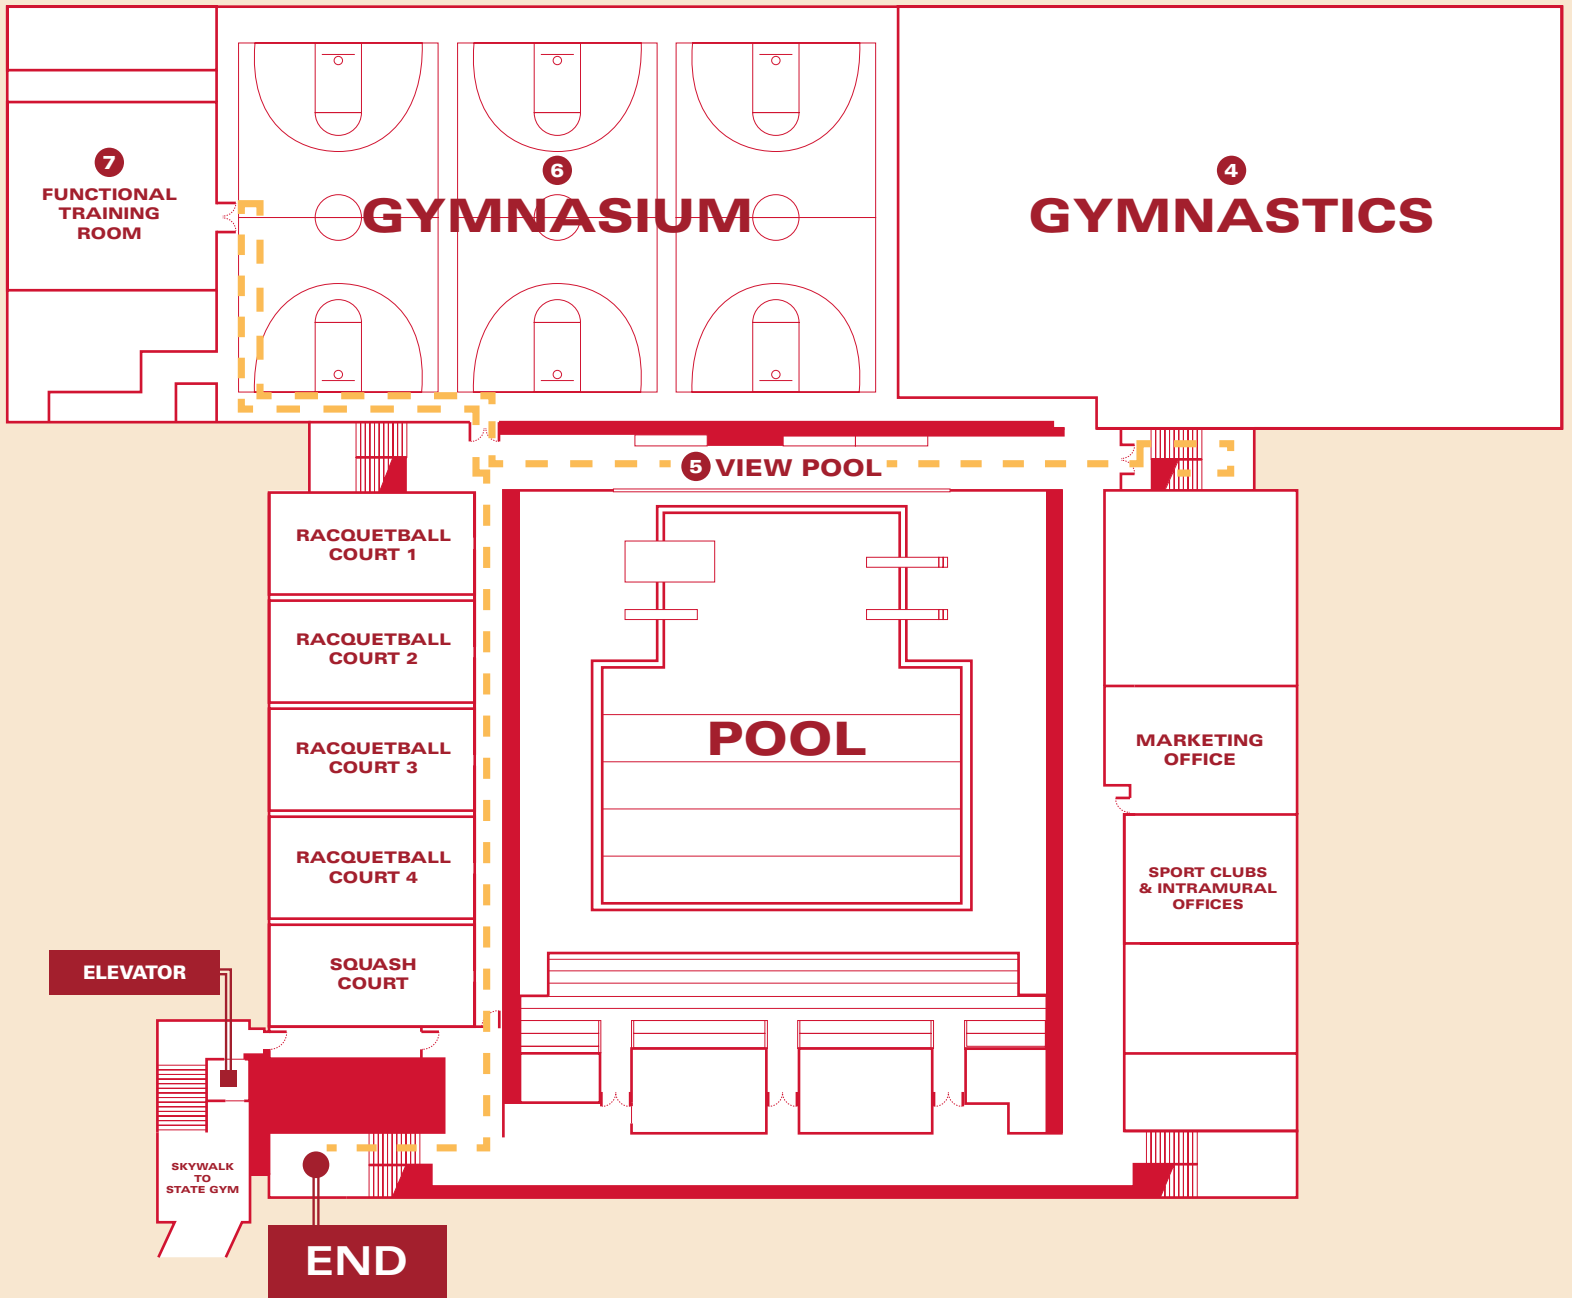 7
FUNCTIONAL
TRAINING
ROOM
6
GYMNASIUM
4
GYMNASTICS
5 VIEW POOL
RACQUETBALL
COURT 1
RACQUETBALL
COURT 2
RACQUETBALL
COURT 3
RACQUETBALL
COURT 4
SQUASH
COURT
POOL
MARKETING
OFFICE
SPORT CLUBS
& INTRAMURAL
OFFICES
ELEVATOR
SKYWALK
TO
STATE GYM
END